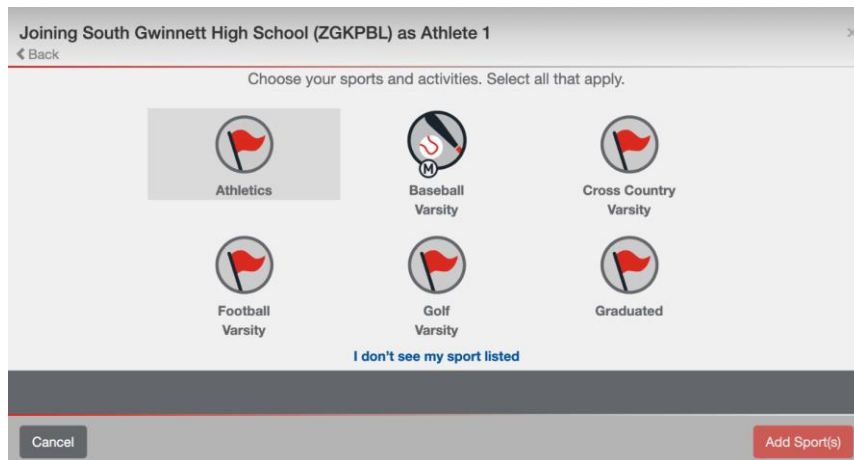 Joining South Gwinnett High School (ZGKPBL) as Athlete 1
×
Back
Choose your sports and activities. Select all that apply.
Athletics
M
Baseball
Varsity
Cross Country
Varsity
Football
Varsity
Golf
Varsity
Graduated
I don't see my sport listed
Cancel
Add Sport(s)